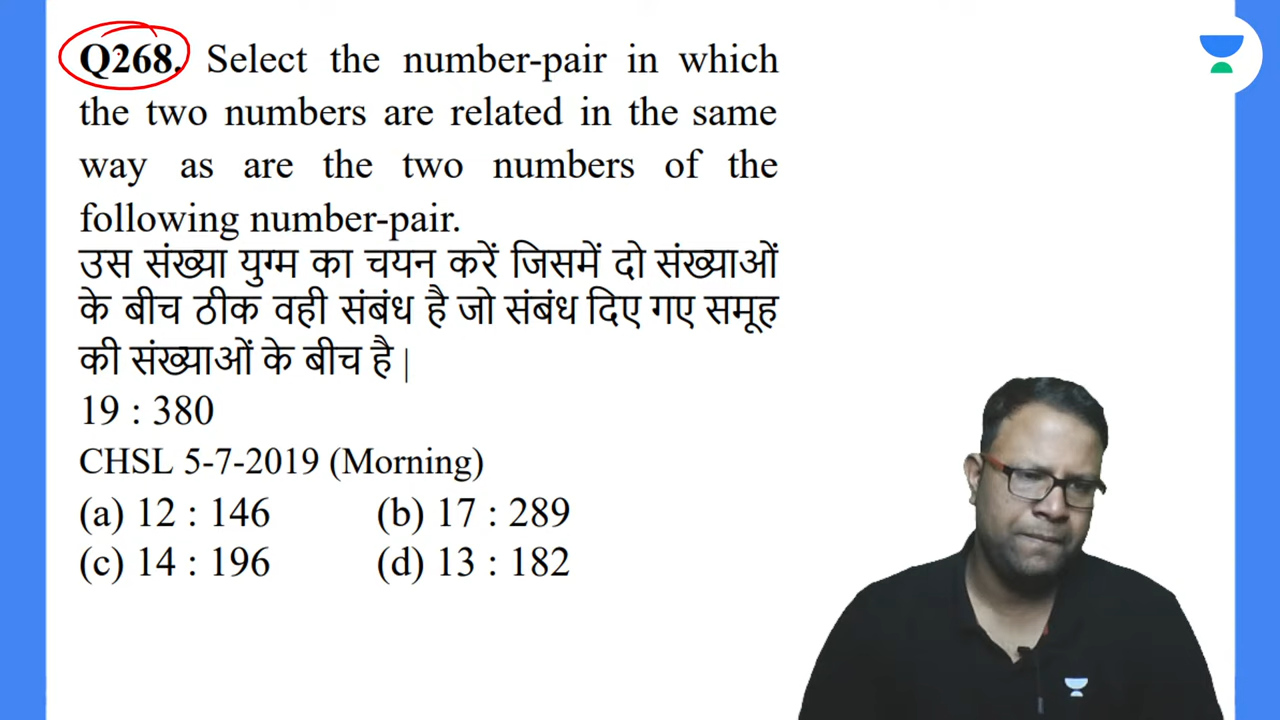 Q268. Select the number-pair in which
the two numbers are related in the same
way as are the two numbers of the
following number-pair.
उस संख्या युग्म का चयन करें जिसमें दो संख्याओं
के बीच ठीक वही संबंध है जो संबंध दिए गए समूह
की संख्याओं के बीच है|
19 : 380
CHSL 5-7-2019 (Morning)
(a) 12 : 146 (b) 17 : 289
(c) 14 : 196 (d) 13 : 182